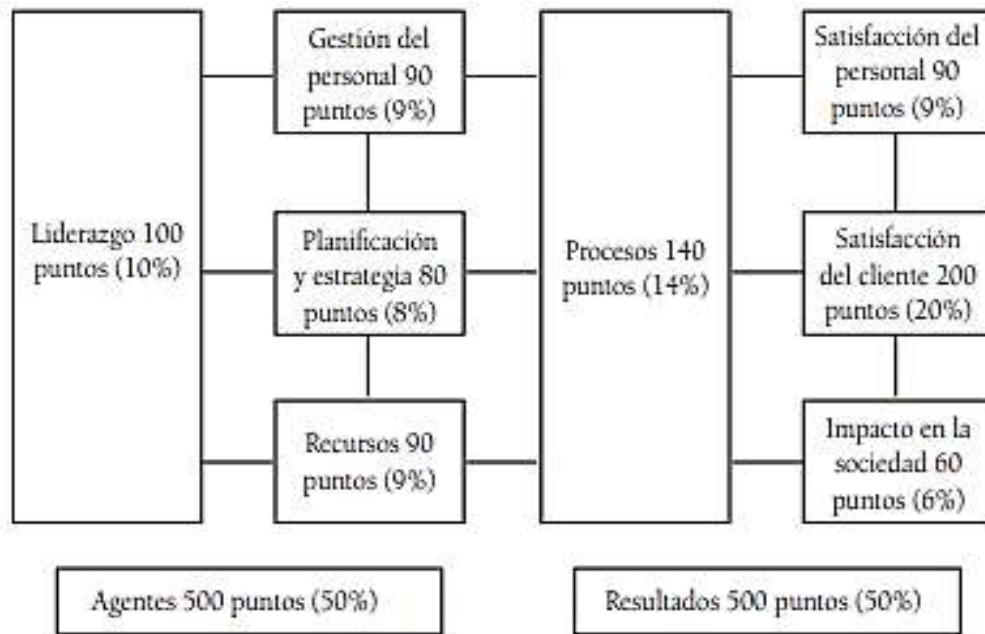 Liderazgo 100
puntos (10%)
Gestión del
personal 90
puntos (9%)
Planificación
y estrategia 80
puntos (8%)
Recursos 90
puntos (9%)
Procesos 140
puntos (14%)
Satisfacción del
personal 90
puntos (9%)
Satisfacción
del cliente 200
puntos (20%)
Impacto en la
sociedad 60
puntos (6%)
Agentes 500 puntos (50%)
Resultados 500 puntos (50%)